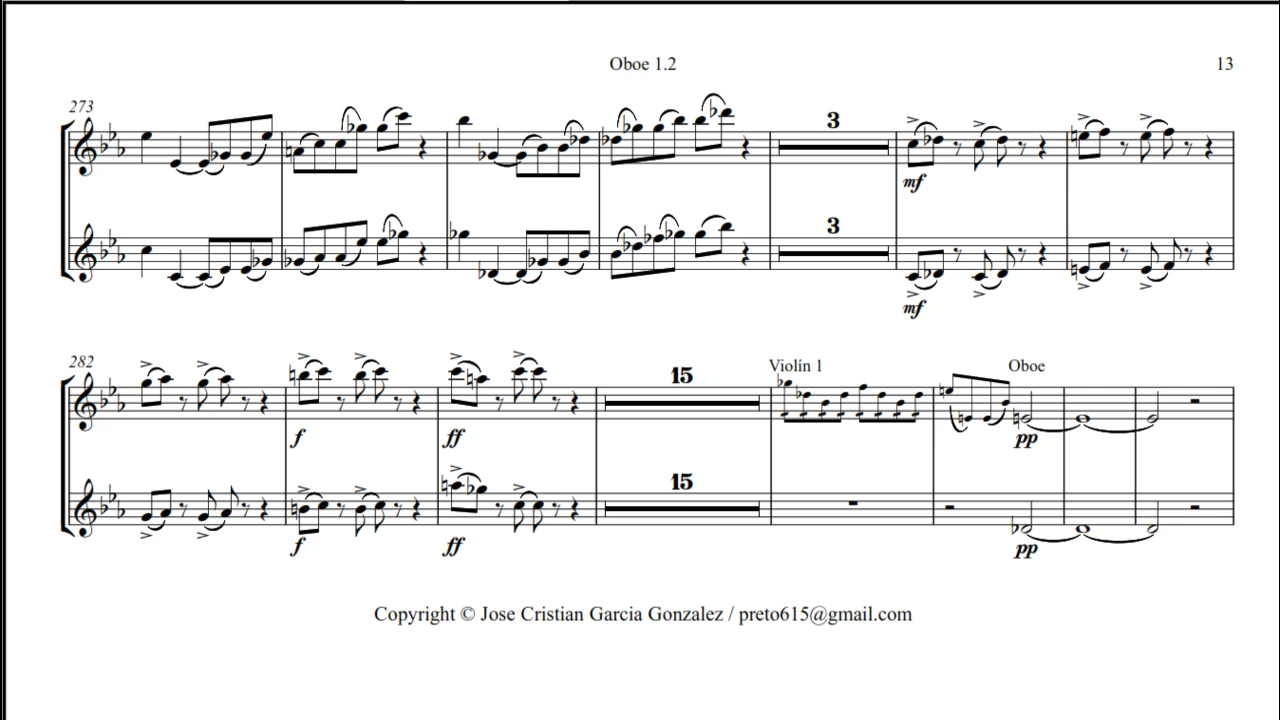 Oboe 1.2
13
273
3
mf
3
mf
282
Violín 1
Oboe
15
f
ff
pp
15
f
ff
pp
Copyright © Jose Cristian Garcia Gonzalez / preto615@gmail.com